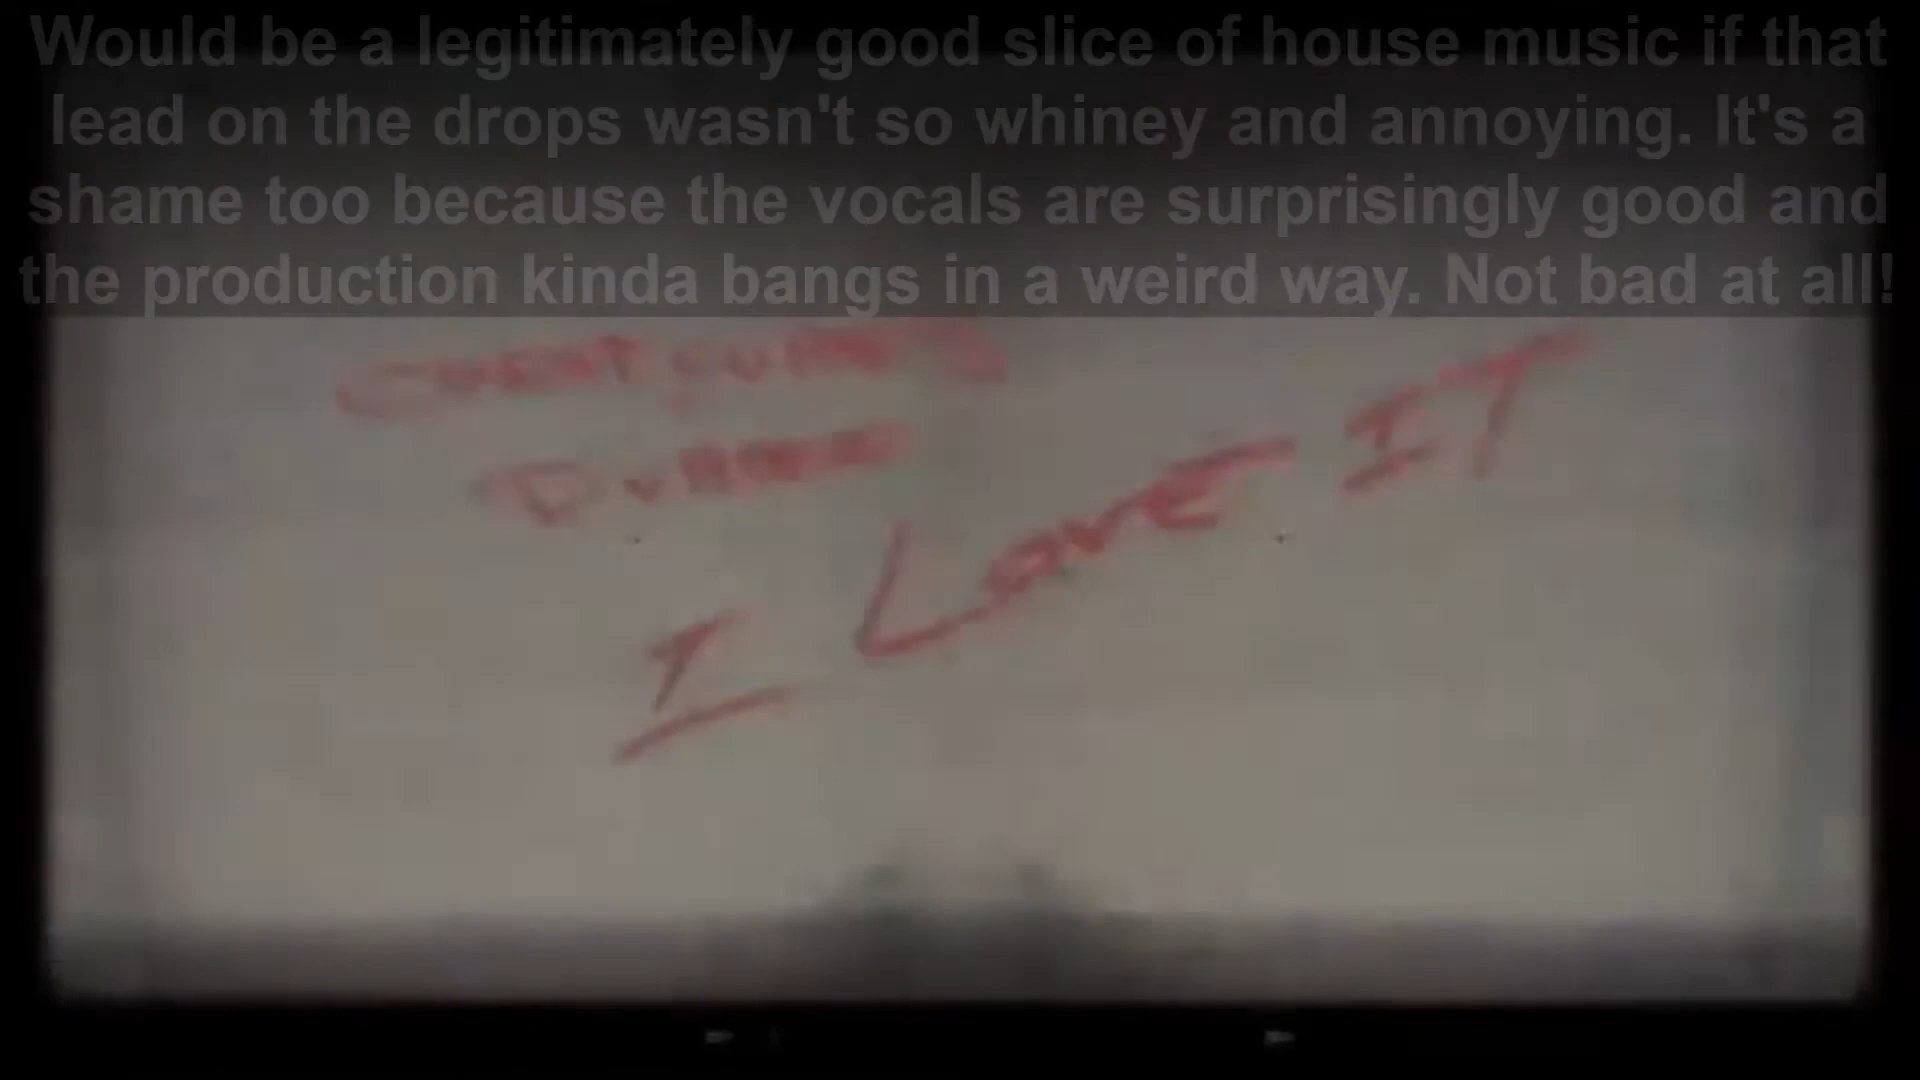 Would be a legitimately good slice of house music if that
lead on the drops wasn't so whiney and annoying. It's a
shame too because the vocals are surprisingly good and
the production kinda bangs in a weird way. Not bad at all!
I LOVE IT